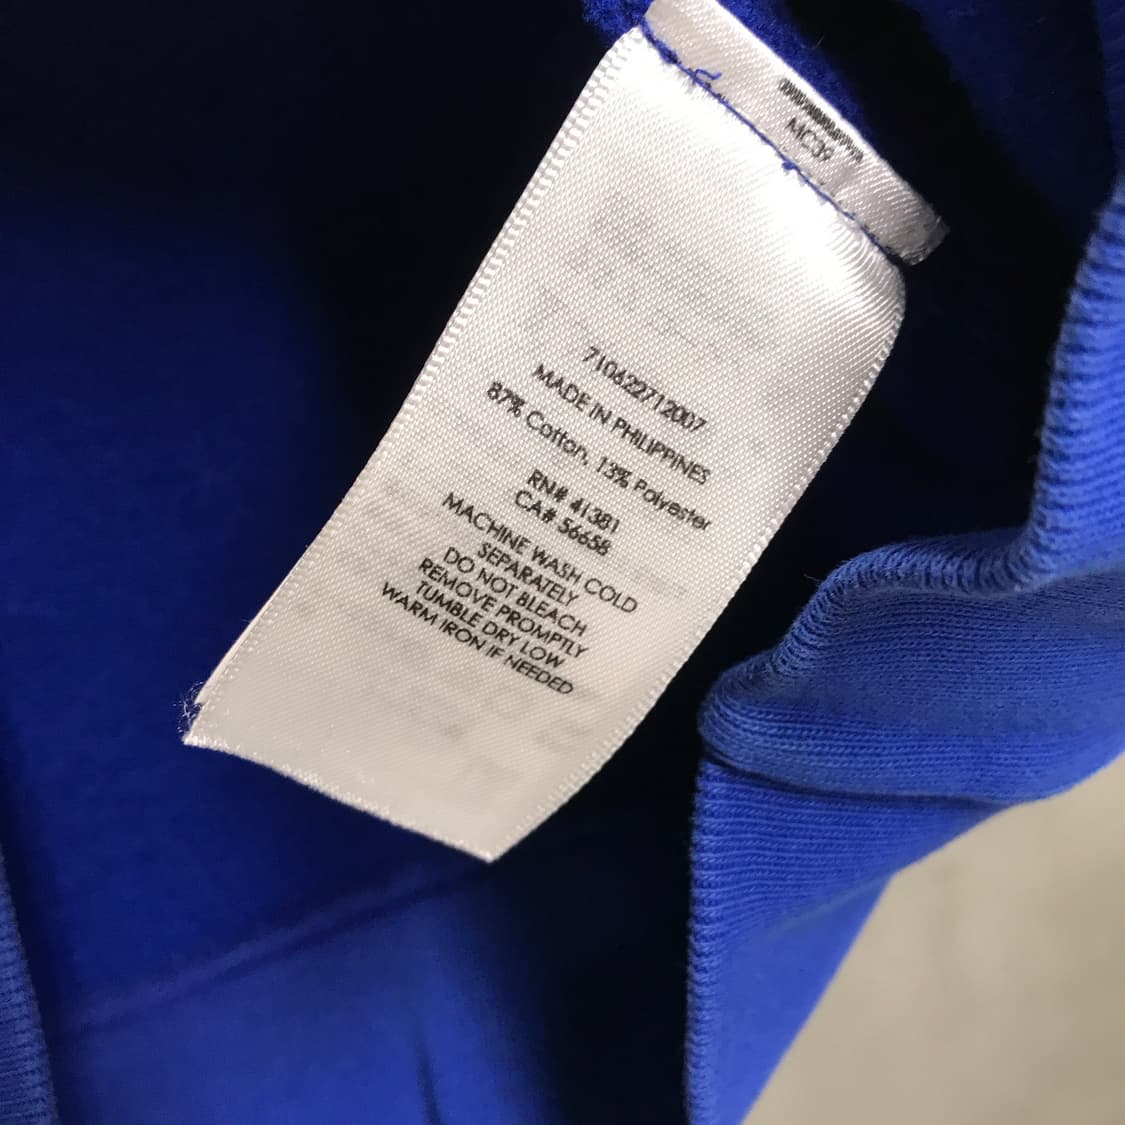 MC39
710622712007
MADE IN PHILIPPINES
87% Cotton, 13% Polyester
RN# 41381
CA# 56658
MACHINE WASH COLD
SEPARATELY
DO NOT BLEACH
REMOVE PROMPTLY
TUMBLE DRY LOW
WARM IRON IF NEEDED